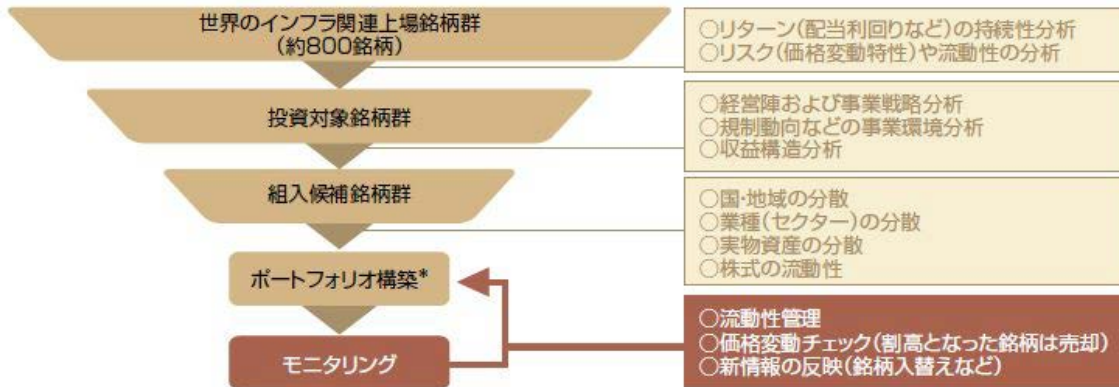 世界のインフラ関連上場銘柄群
(約800銘柄)
○リターン(配当利回りなど)の持続性分析
○リスク(価格変動特性)や流動性の分析
投資対象銘柄群
○経営陣および事業戦略分析
○規制動向などの事業環境分析
○収益構造分析
組入候補銘柄群
○国・地域の分散
○業種(セクター)の分散
○実物資産の分散
○株式の流動性
ポートフォリオ構築*
モニタリング
○流動性管理
○価格変動チェック(割高となった銘柄は売却)
○新情報の反映(銘柄入替えなど)